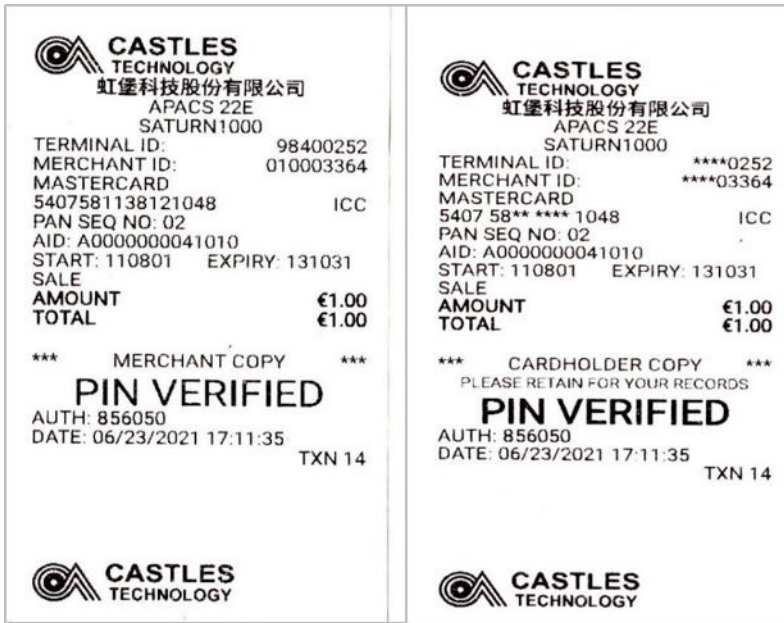 CASTLES
TECHNOLOGY
虹堡科技股份有限公司
APACS 22E
SATURN1000
TERMINAL ID: 98400252
MERCHANT ID: 010003364
MASTERCARD
5407581138121048 ICC
PAN SEQ NO: 02
AID: A0000000041010
START: 110801 EXPIRY: 131031
SALE
AMOUNT €1.00
TOTAL €1.00
*** MERCHANT COPY ***
PIN VERIFIED
AUTH: 856050
DATE: 06/23/2021 17:11:35
TXN 14
CASTLES
TECHNOLOGY
CASTLES
TECHNOLOGY
虹堡科技股份有限公司
APACS 22E
SATURN1000
TERMINAL ID: ****0252
MERCHANT ID: ****03364
MASTERCARD
5407 58** **** 1048 ICC
PAN SEQ NO: 02
AID: A0000000041010
START: 110801 EXPIRY: 131031
SALE
AMOUNT €1.00
TOTAL €1.00
*** CARDHOLDER COPY ***
PLEASE RETAIN FOR YOUR RECORDS
PIN VERIFIED
AUTH: 856050
DATE: 06/23/2021 17:11:35
TXN 14
CASTLES
TECHNOLOGY